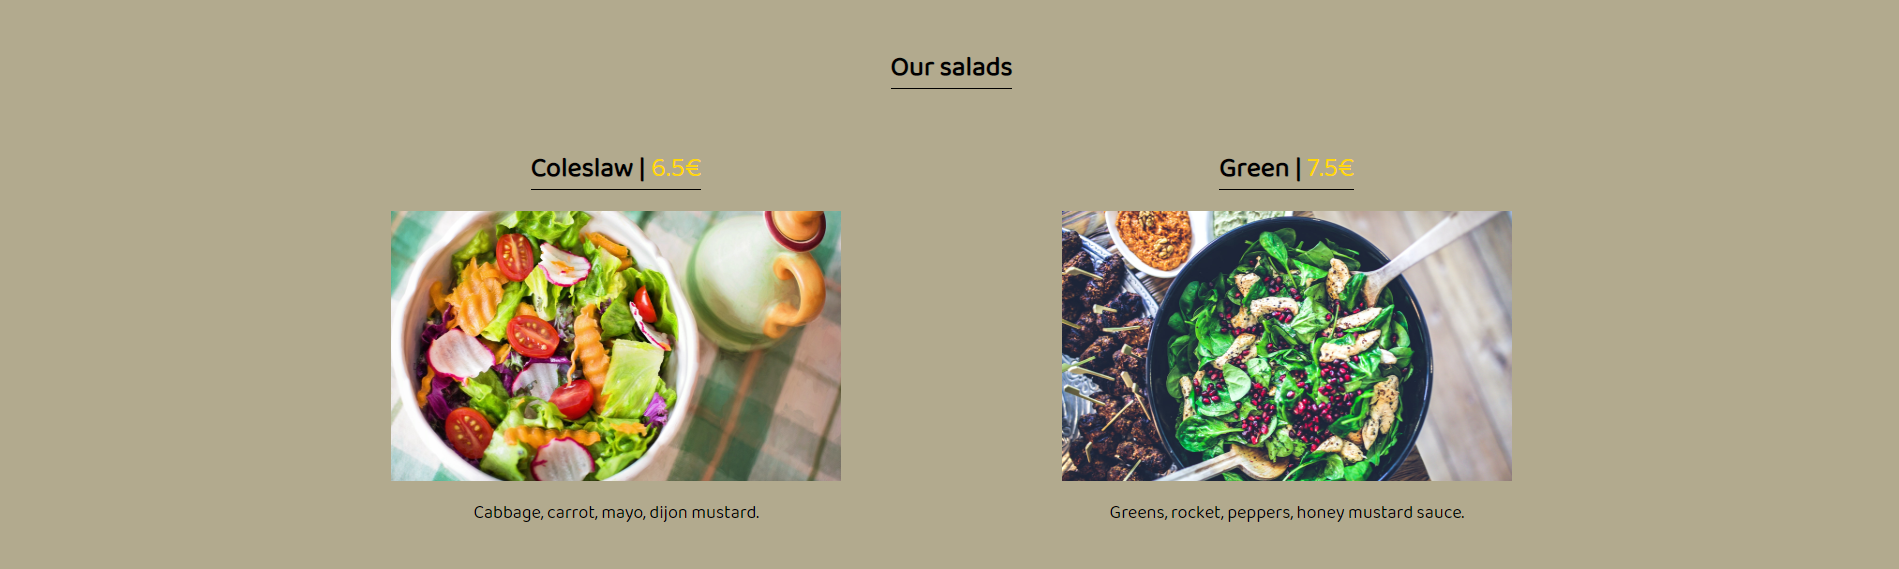 Our salads
Coleslaw | 6.5€
Green | 7.5€
Cabbage, carrot, mayo, dijon mustard.
Greens, rocket, peppers, honey mustard sauce.